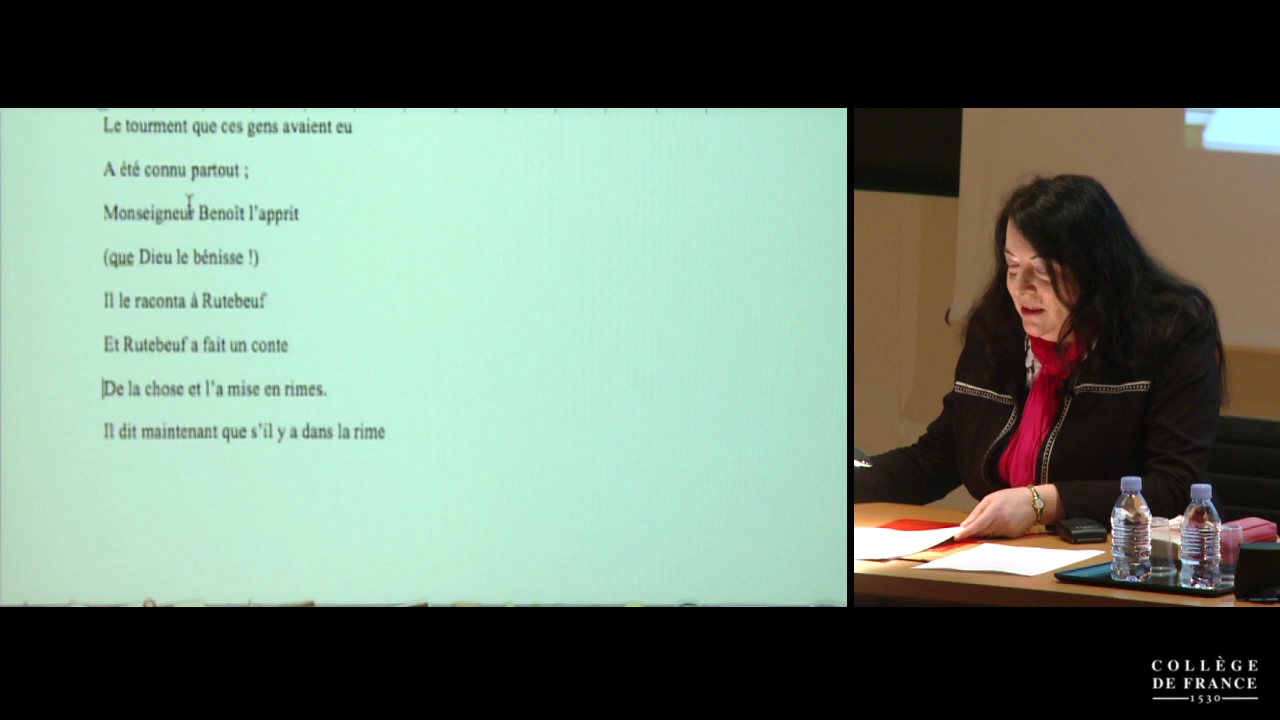 Le tourment que ces gens avaient eu
A été connu partout ;
Monseigneur Benoît l'apprit
(que Dieu le bénisse !)
Il le raconta à Rutebeuf
Et Rutebeuf a fait un conte
De la chose et l'a mise en rimes.
Il dit maintenant que s'il y a dans la rime
COLLÈGE
DE FRANCE
1530